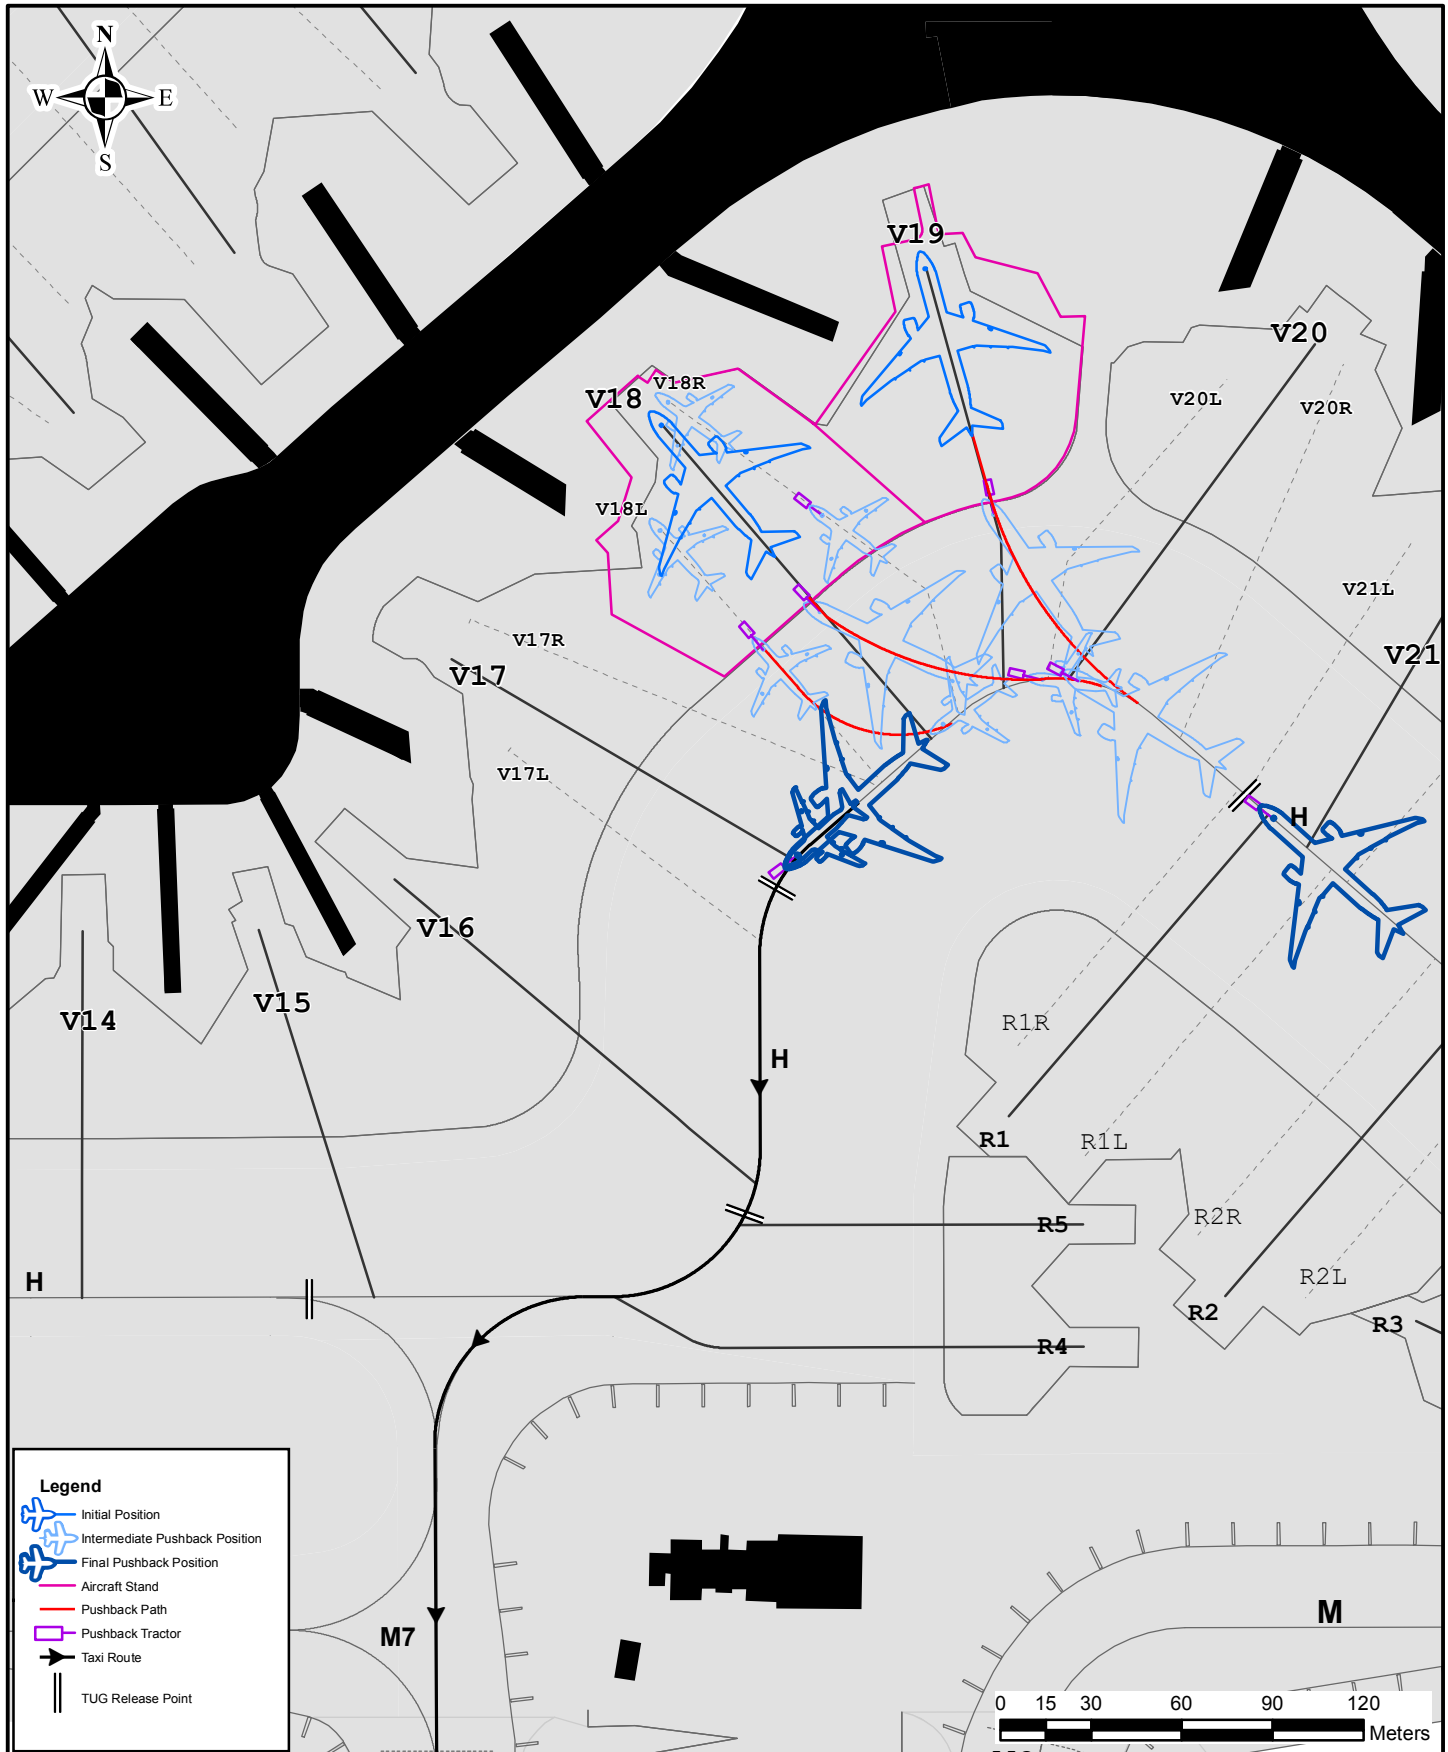 N
W E
S
V19
V18
V18R
V18L
V20
V20L
V20R
V21L
V21
V17R
V17
V17L
H
V16
V15
V14
R1R
H
R1
R1L
R5
R2R
H
R2L
R2
R3
R4
Legend
Initial Position
Intermediate Pushback Position
Final Pushback Position
Aircraft Stand
Pushback Path
Pushback Tractor
Taxi Route
TUG Release Point
M7
M
0 15 30 60 90 120
Meters